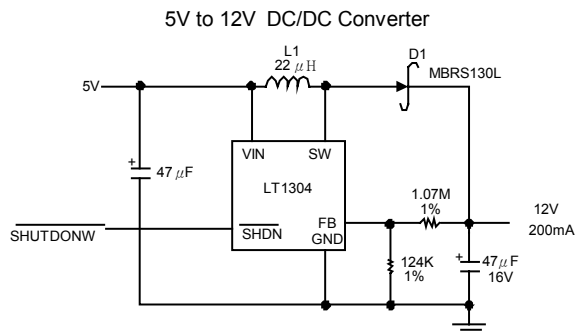 5V to 12V DC/DC Converter
L1
22 μH
D1
MBRS130L
5V
VIN
SW
47 μF
+
LT1304
1.07M
1%
12V
200mA
SHUTDONW
SHDN
FB
GND
124K
1%
+
47μF
16V